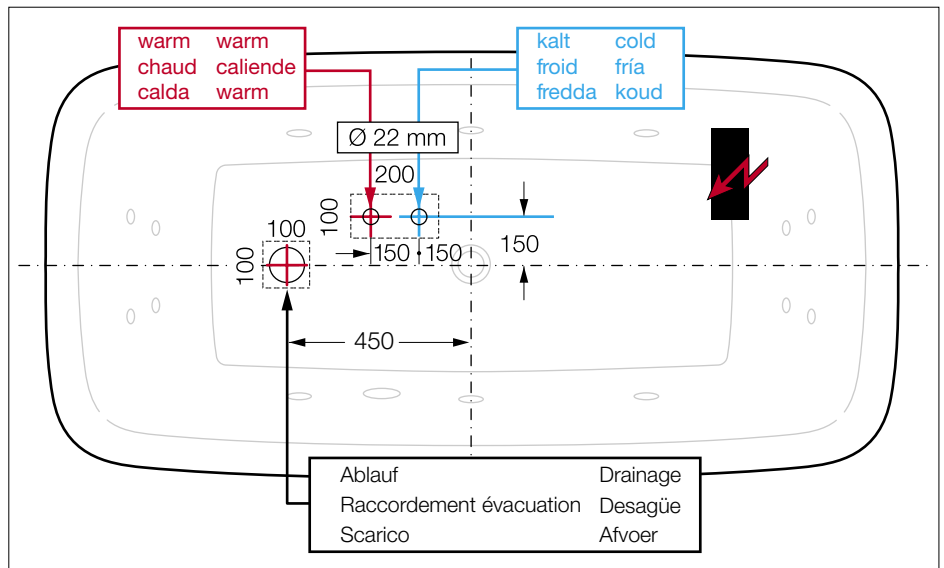 warm warm
chaud caliende
calda warm
kalt cold
froid fría
fredda koud
Ø 22 mm
200
100
100
100
150 150
150
450
Ablauf Drainage
Raccordement évacuation Desagüe
Scarico Afvoer